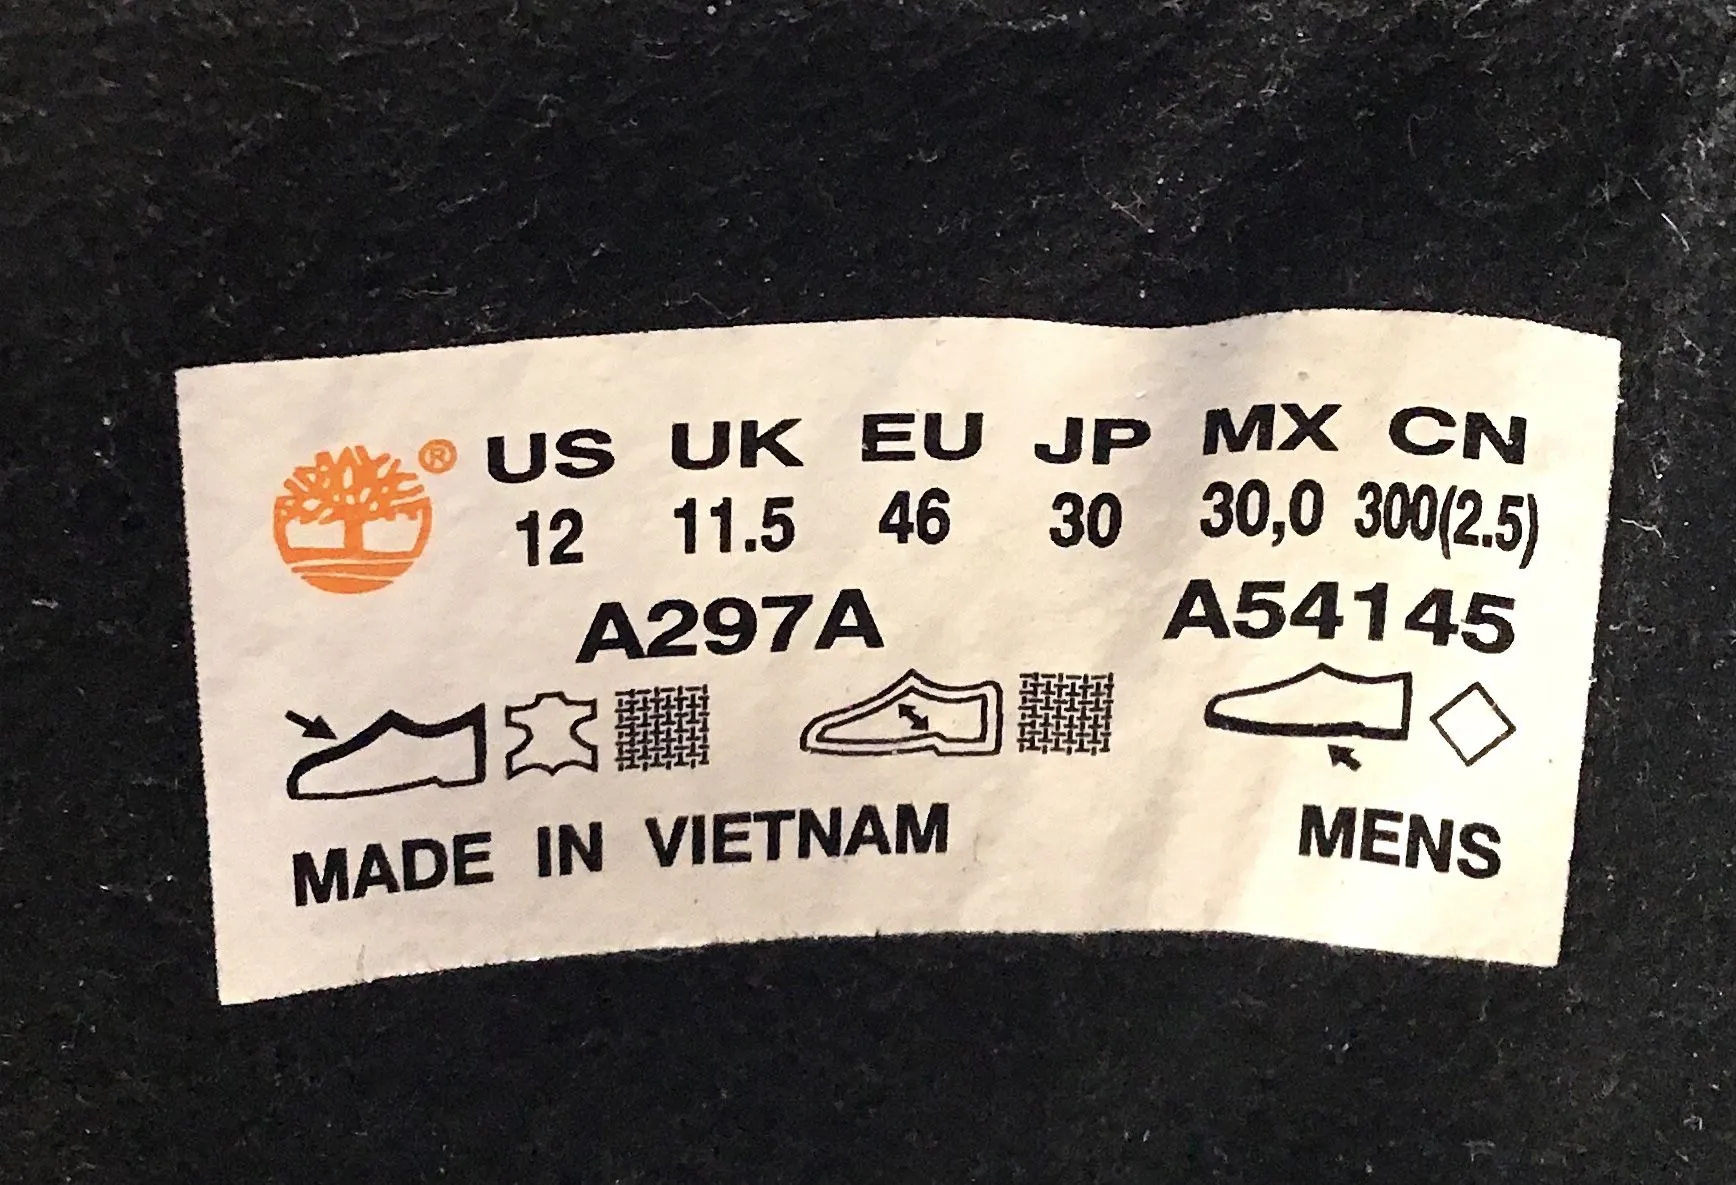 ® US UK EU JP MX CN
12 11.5 46 30 30,0 300(2.5)
A297A A54145
MADE IN VIETNAM MENS